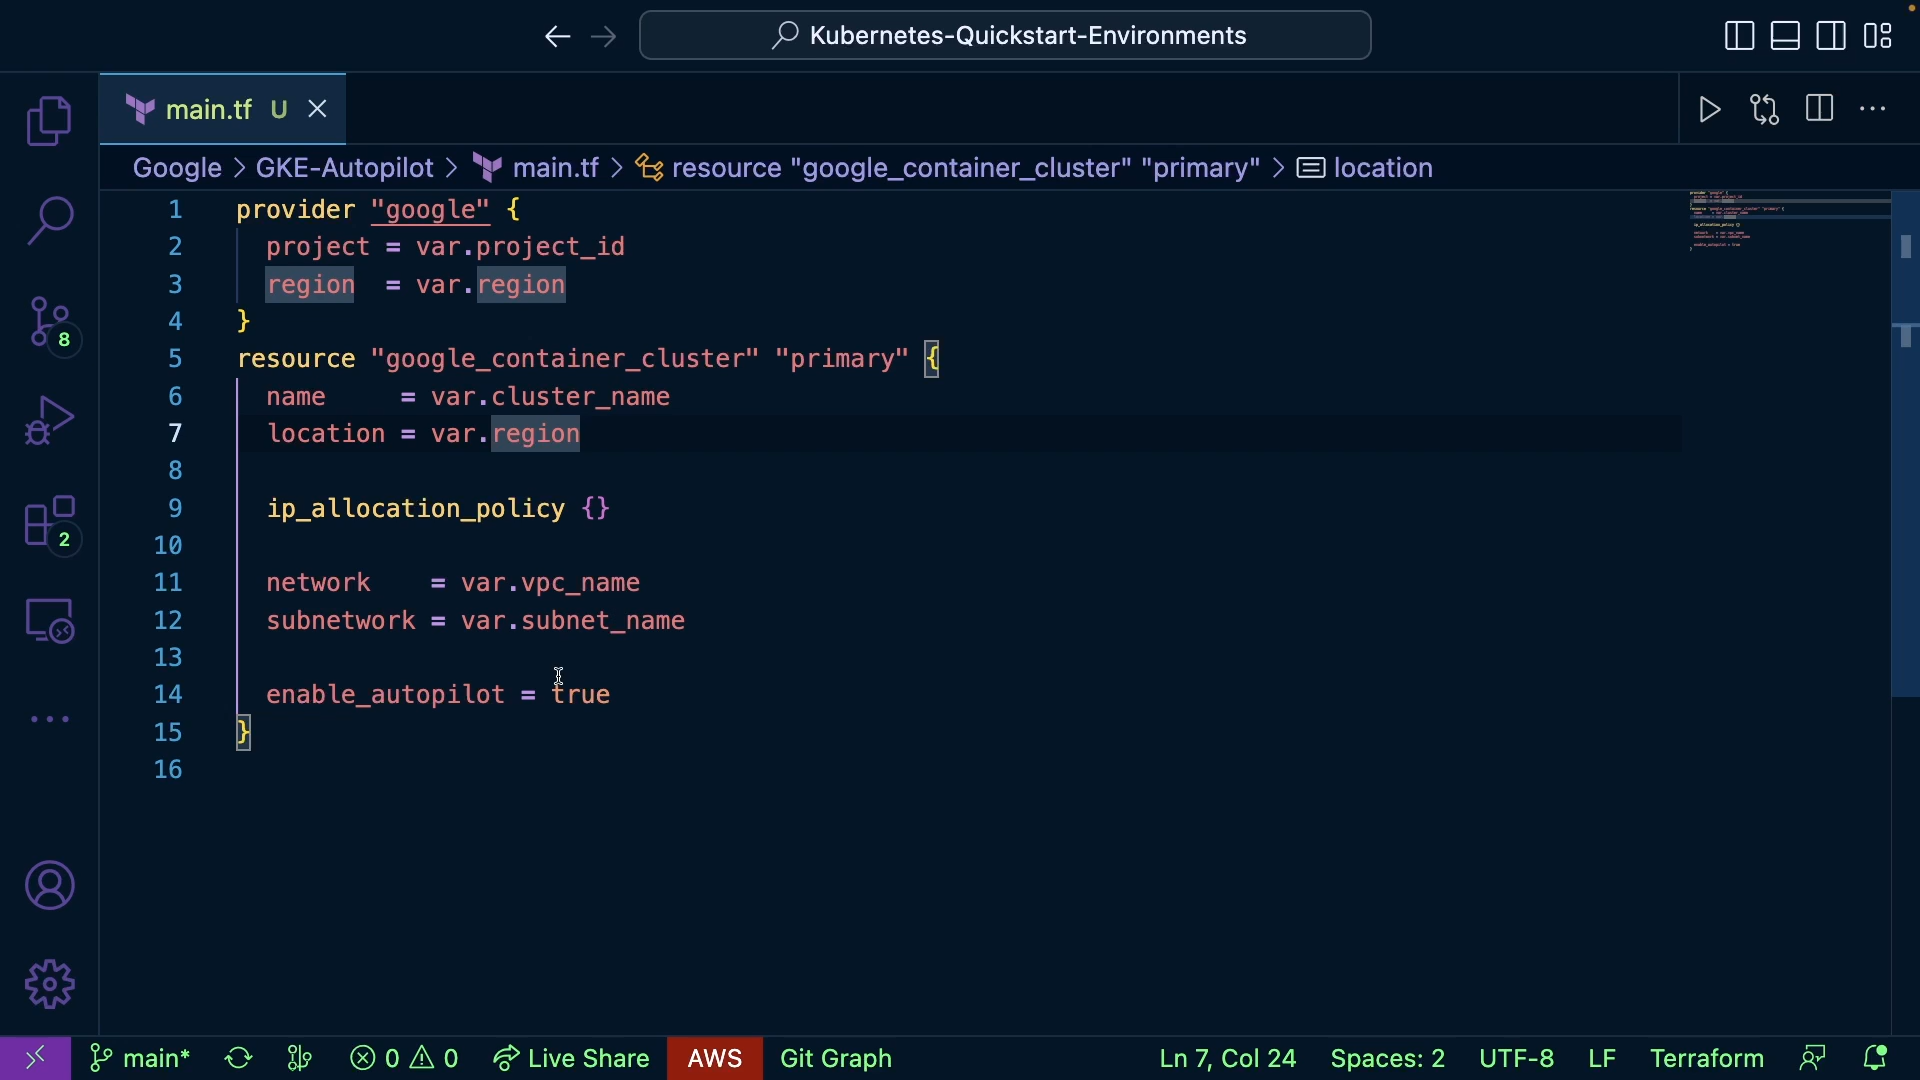 Kubernetes-Quickstart-Environments
main.tf U
Google > GKE-Autopilot > main.tf > resource "google_container_cluster" "primary" > location
1 provider "google" {
2 project = var.project_id
3 region = var.region
4 }
5 resource "google_container_cluster" "primary" {
6 name = var.cluster_name
7 location = var.region
8
9 ip_allocation_policy {}
10
11 network = var.vpc_name
12 subnetwork = var.subnet_name
13
14 enable_autopilot = true
15 }
16
8
2
main* 0 0 Live Share AWS Git Graph Ln 7, Col 24 Spaces: 2 UTF-8 LF Terraform